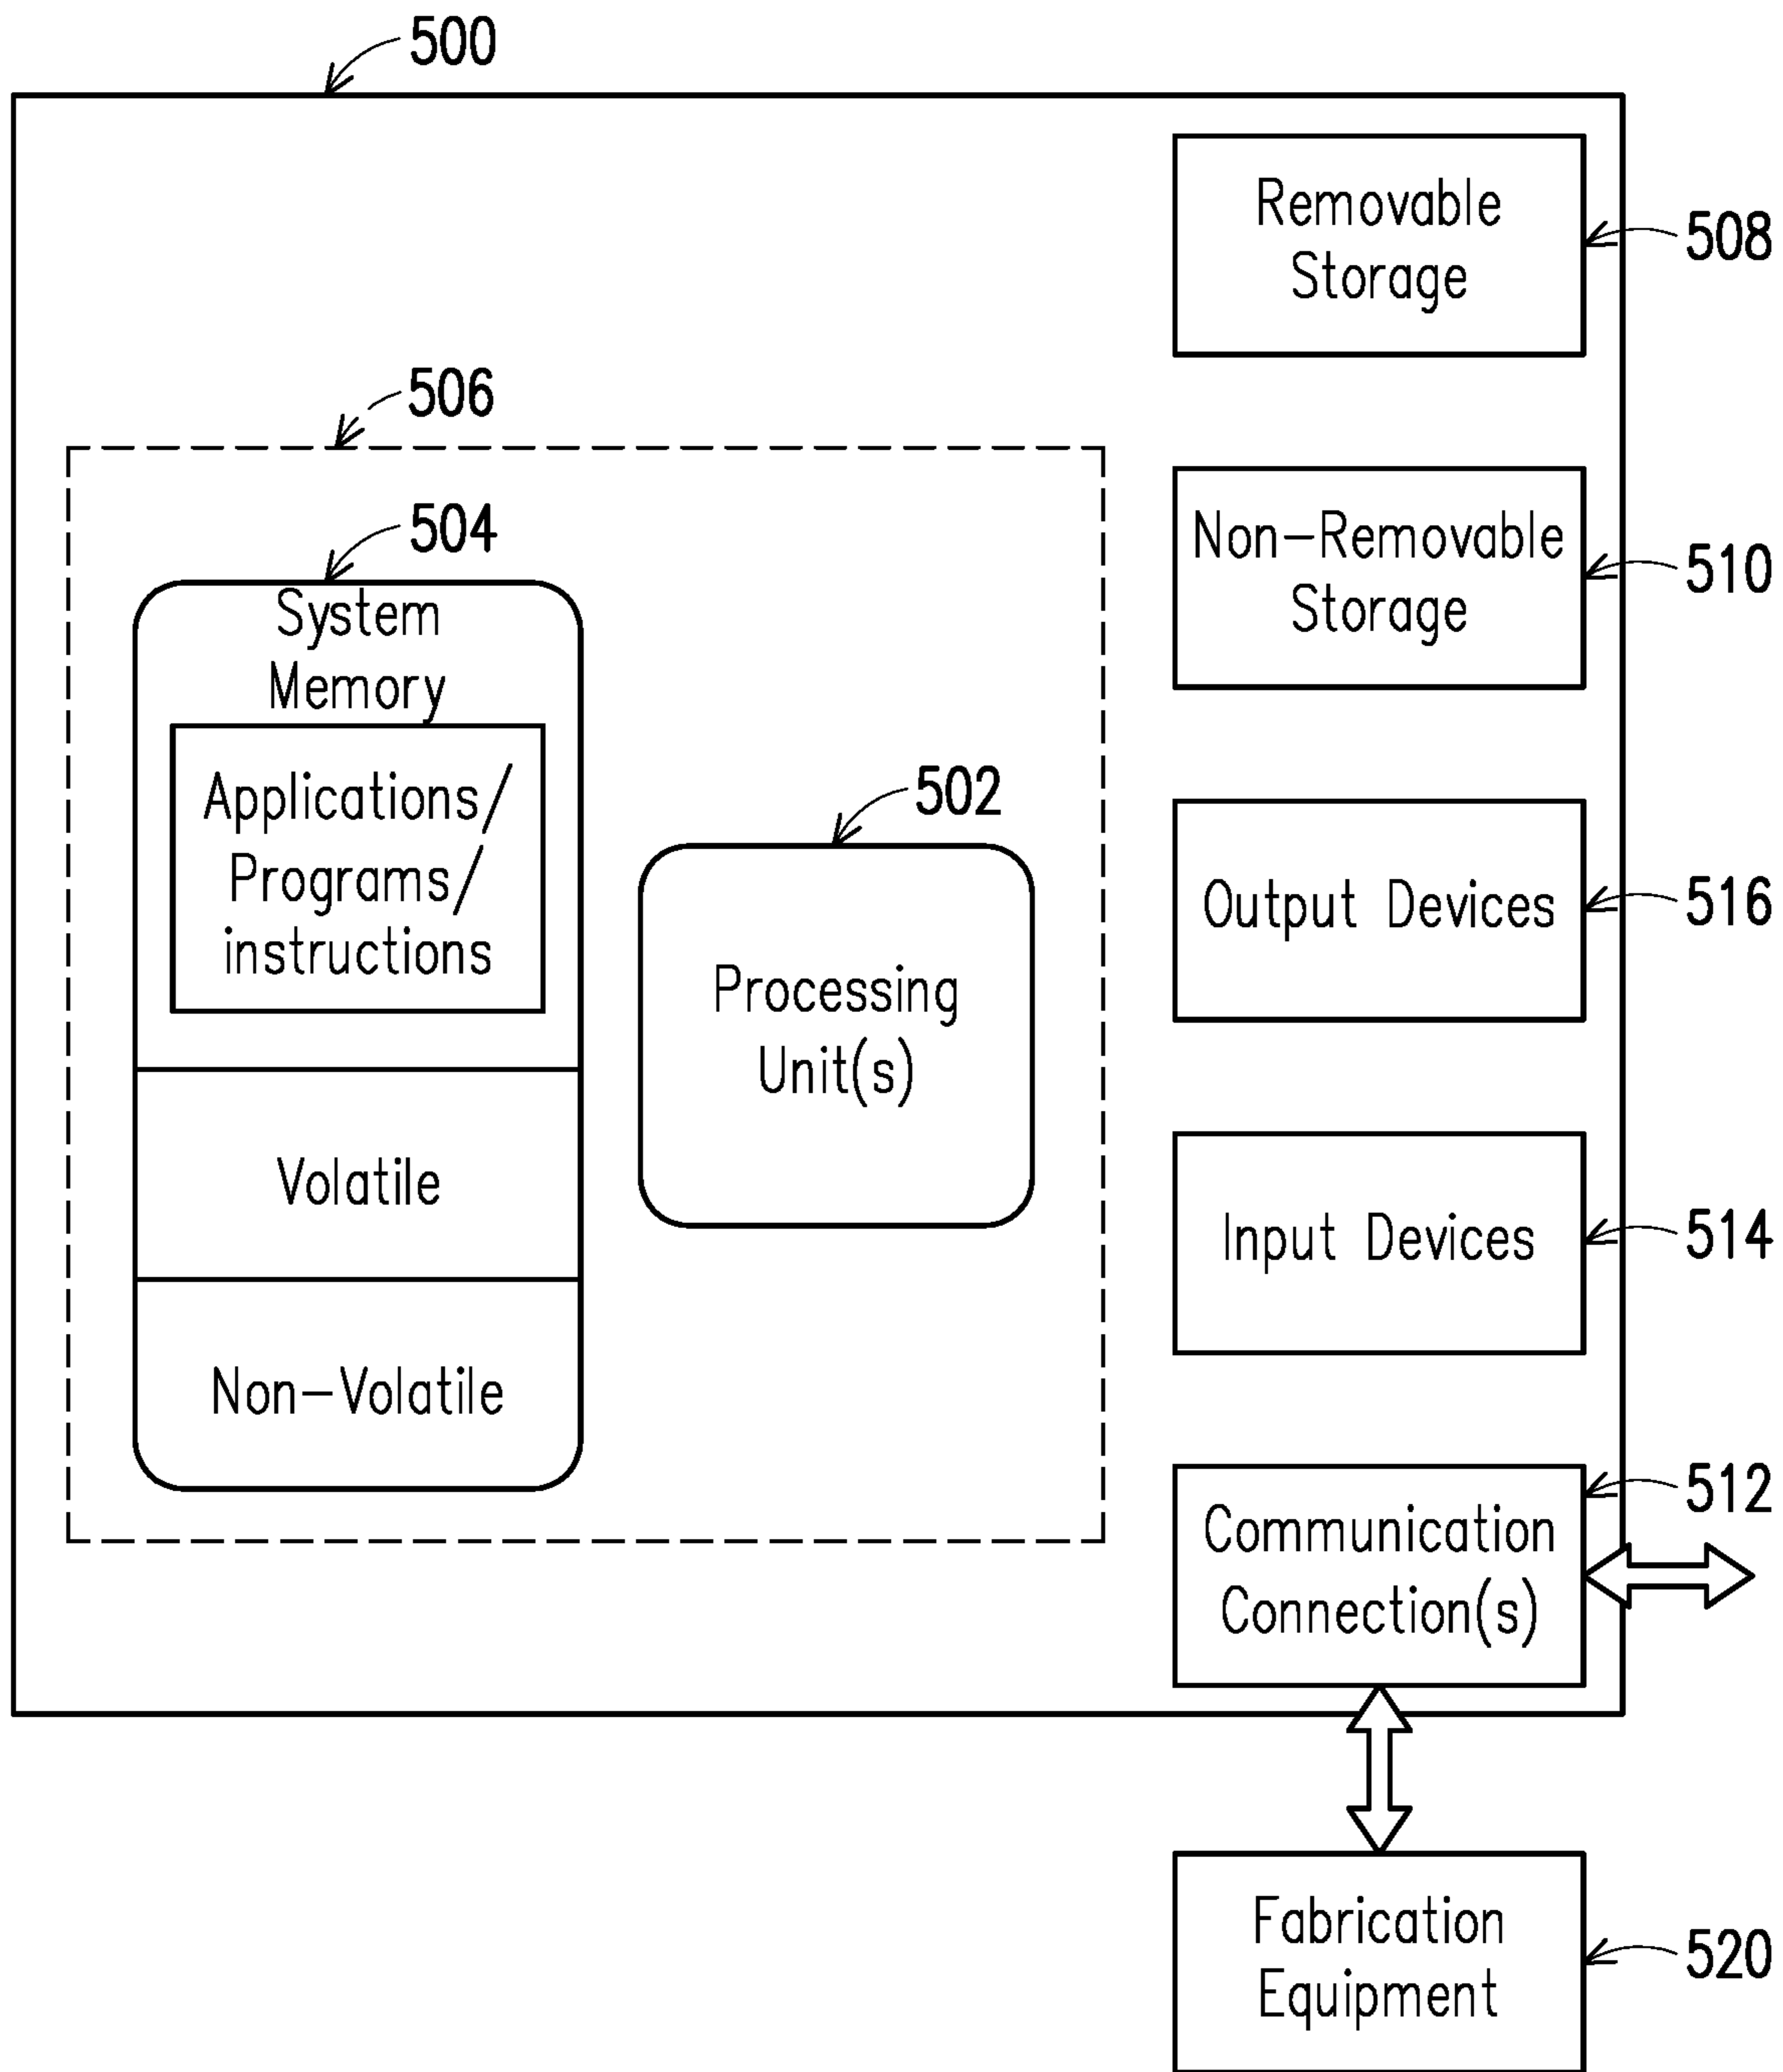 500
Removable
Storage
508
506
Non-Removable
Storage
510
504
System
Memory
Applications/
Programs/
instructions
502
Processing
Unit(s)
Output Devices
516
Volatile
Input Devices
514
Non-Volatile
512
Communication
Connection(s)
Fabrication
Equipment
520